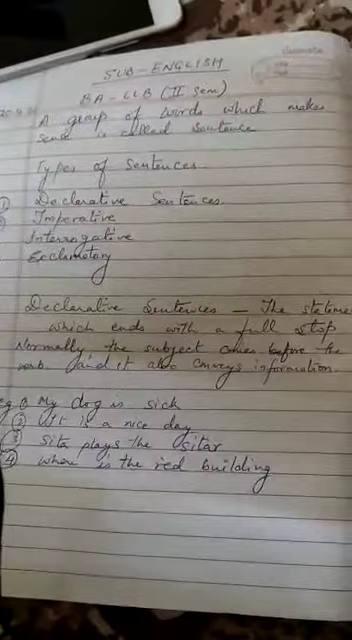 SUB-ENGLISH
BA-LLB (II Sem)
A group of words which makes
sense is called Sentence
Types of Sentences
① Declarative Sentences.
Imperative
Interrogative
Exclamatory
Declarative Sentences — The stateme
which ends with a full stop
Normally the subject comes before the
verb. And it also conveys information.
eg ① My dog is sick
② It is a nice day
③ Sita plays the sitar
④ where is the red building